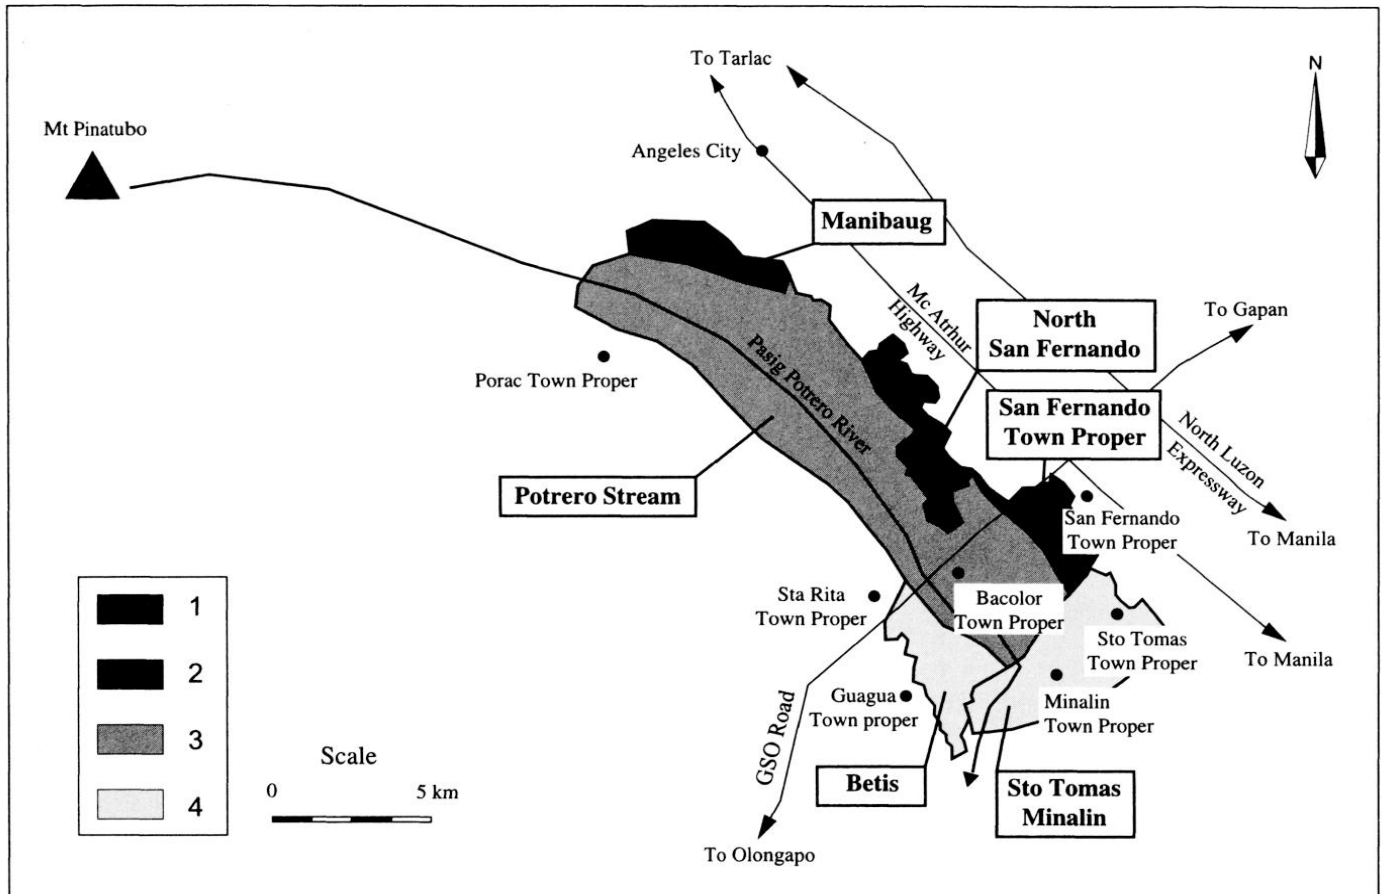 To Tarlac
N
Mt Pinatubo
Angeles City
Manibaug
Mc Atrhur
Highway
To Gapan
North
San Fernando
Pasig Potrero River
Porac Town Proper
San Fernando
Town Proper
North Luzon
Expressway
Potrero Stream
San Fernando
Town Proper
To Manila
1
Sta Rita
Town Proper
Bacolor
Town Proper
Sto Tomas
Town Proper
To Manila
2
Guagua
Town proper
Minalin
Town Proper
GSO Road
3
Scale
0 5 km
4
Betis
Sto Tomas
Minalin
To Olongapo